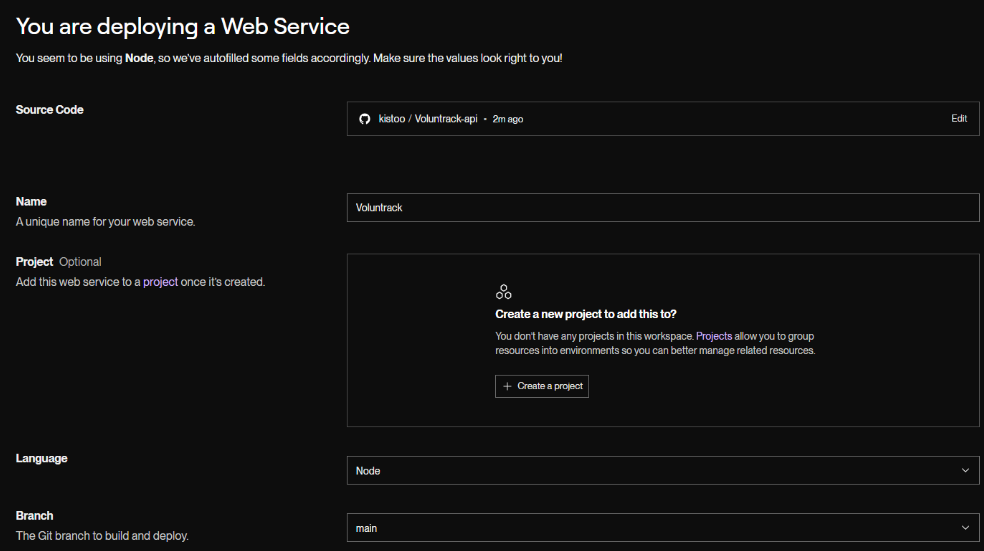 You are deploying a Web Service
You seem to be using Node, so we've autofilled some fields accordingly. Make sure the values look right to you!
Source Code
kistoo / Voluntrack-api • 2m ago
Edit
Name
A unique name for your web service.
Voluntrack
Project Optional
Add this web service to a project once it's created.
Create a new project to add this to?
You don't have any projects in this workspace. Projects allow you to group
resources into environments so you can better manage related resources.
+ Create a project
Language
Node
Branch
The Git branch to build and deploy.
main